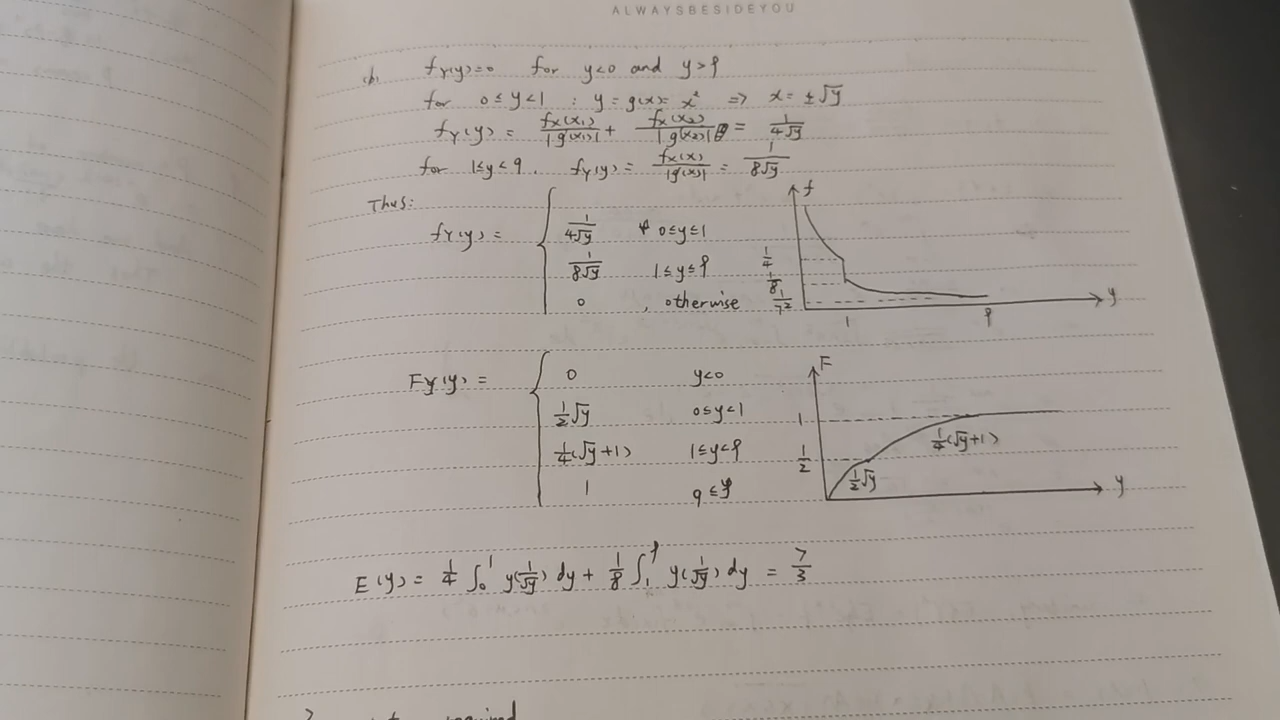 ALWAYSBESIDEYOU
(b). fY(y)=0 for y<0 and y>9
for 0≤y<1 : y=g(x)=x² => x=±√y
fY(y) = fx(x₁)/|g'(x₁)| + fx(x₂)/|g'(x₂)| = 1/4√y
for 1≤y<9. fY(y) = fx(x)/|g'(x)| = 1/8√y
Thus:
fY(y) = { 1/4√y 0≤y≤1
1/8√y 1≤y≤9
0 , otherwise
f
1/4
1/8
1 9 y
FY(y) = { 0 y<0
½√y 0≤y<1
¼(√y+1) 1≤y<9
1 9≤y
F
1
1/2
½√y
¼(√y+1)
y
E(y) = ¼ ∫₀¹ y(1/√y) dy + ⅛ ∫₁⁹ y(1/√y) dy = 7/3
required